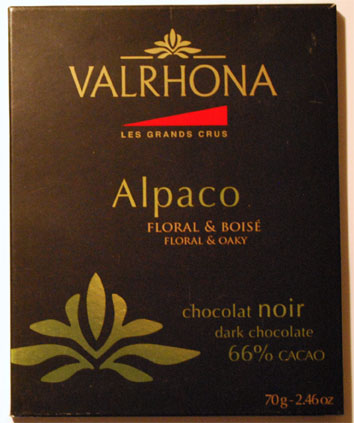 VALRHONA
LES GRANDS CRUS
Alpaco
FLORAL & BOISÉ
FLORAL & OAKY
chocolat noir
dark chocolate
66% CACAO
70g - 2.46oz